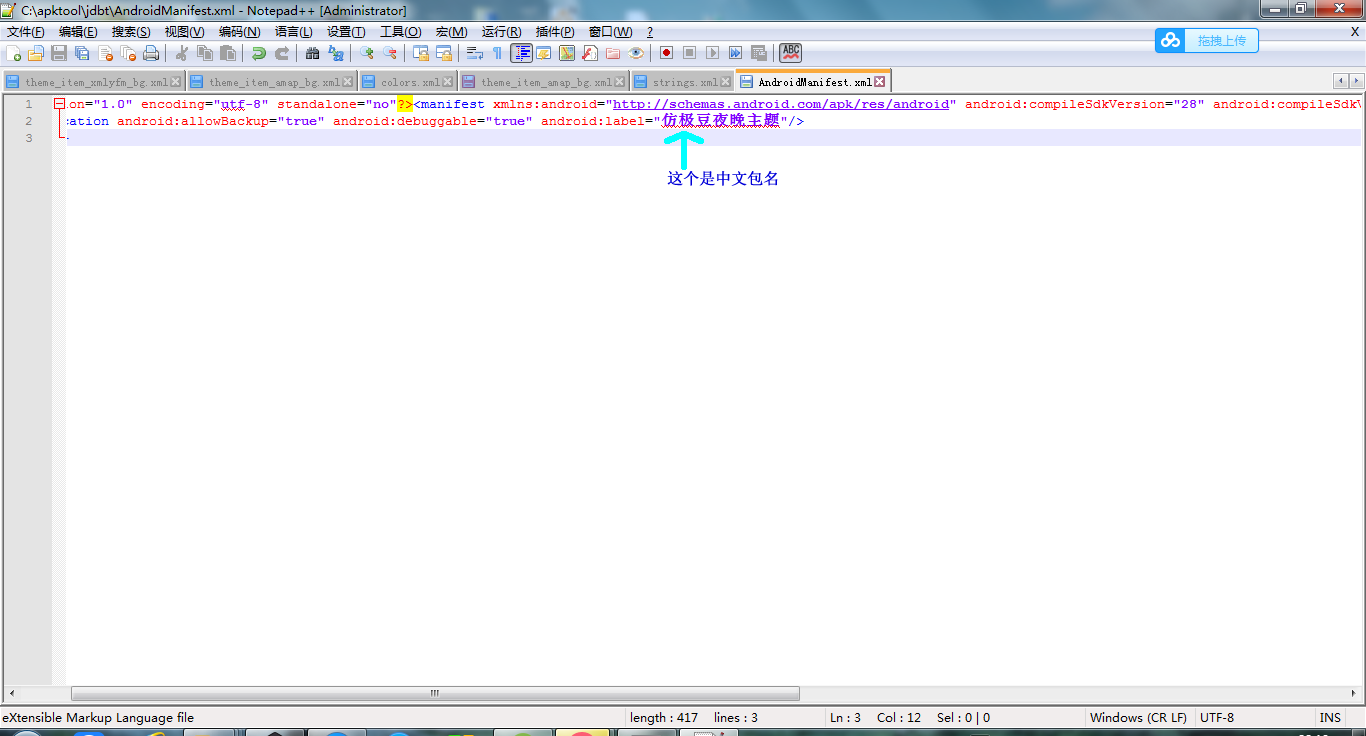 C:\apktool\jdbt\AndroidManifest.xml - Notepad++ [Administrator]
文件(F) 编辑(E) 搜索(S) 视图(V) 编码(N) 语言(L) 设置(T) 工具(O) 宏(M) 运行(R) 插件(P) 窗口(W) ? X
拖拽上传
theme_item_xmlyfm_bg.xml theme_item_amap_bg.xml colors.xml theme_item_amap_bg.xml strings.xml AndroidManifest.xml
1 on="1.0" encoding="utf-8" standalone="no"?><manifest xmlns:android="http://schemas.android.com/apk/res/android" android:compileSdkVersion="28" android:compileSdkV
2 ation android:allowBackup="true" android:debuggable="true" android:label="仿极豆夜晚主题"/>
3
这个是中文包名
eXtensible Markup Language file length : 417 lines : 3 Ln : 3 Col : 12 Sel : 0 | 0 Windows (CR LF) UTF-8 INS